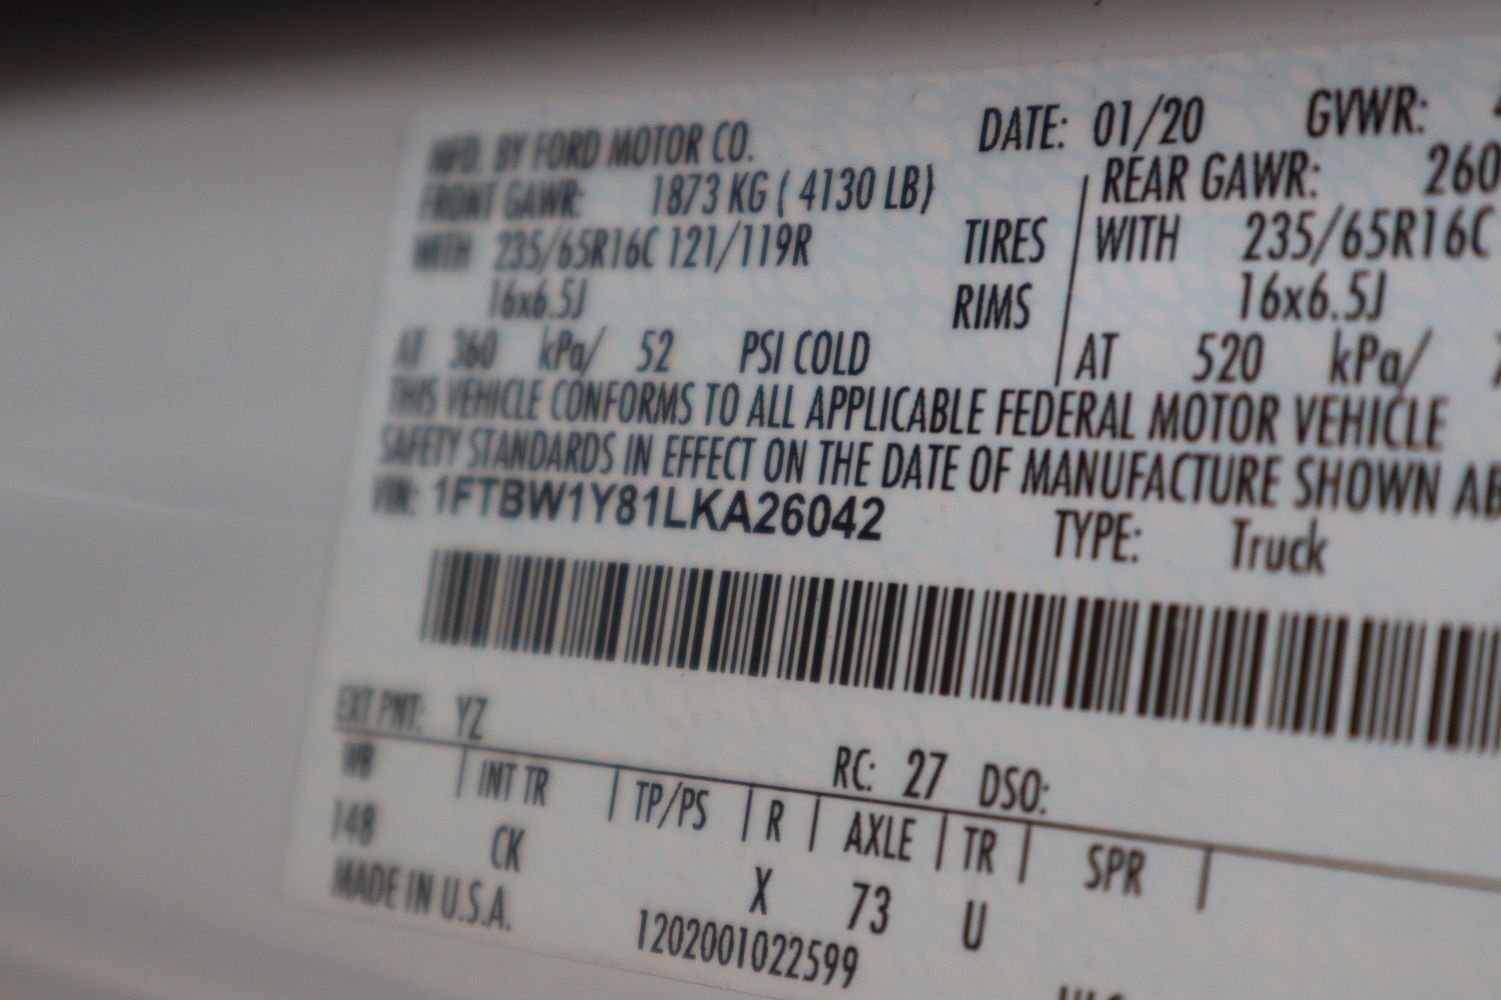 MFD. BY FORD MOTOR CO. DATE: 01/20 GVWR:
FRONT GAWR: 1873 KG ( 4130 LB) REAR GAWR: 260
WITH 235/65R16C 121/119R TIRES WITH 235/65R16C
16x6.5J RIMS 16x6.5J
AT 360 kPa/ 52 PSI COLD AT 520 kPa/
THIS VEHICLE CONFORMS TO ALL APPLICABLE FEDERAL MOTOR VEHICLE
SAFETY STANDARDS IN EFFECT ON THE DATE OF MANUFACTURE SHOWN AB
VIN: 1FTBW1Y81LKA26042 TYPE: Truck
EXT PNT: YZ RC: 27 DSO:
WB | INT TR | TP/PS | R | AXLE | TR | SPR |
148 CK X 73 U
MADE IN U.S.A. 1202001022599